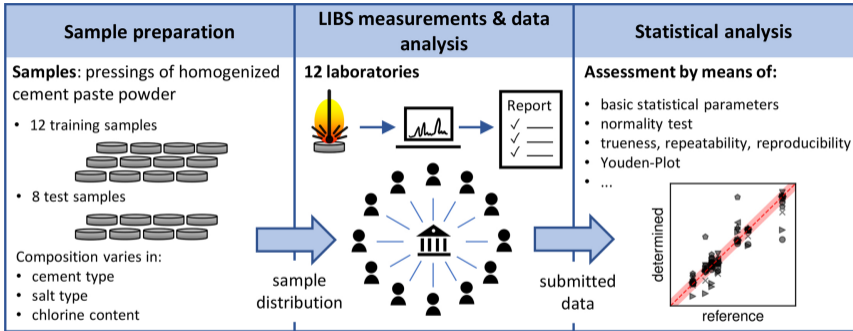 Sample preparation
Samples: pressings of homogenized
cement paste powder
• 12 training samples
• 8 test samples
Composition varies in:
• cement type
• salt type
• chlorine content
sample
distribution
LIBS measurements & data
analysis
12 laboratories
Report
submitted
data
Statistical analysis
Assessment by means of:
• basic statistical parameters
• normality test
• trueness, repeatability, reproducibility
• Youden-Plot
• ...
determined
reference